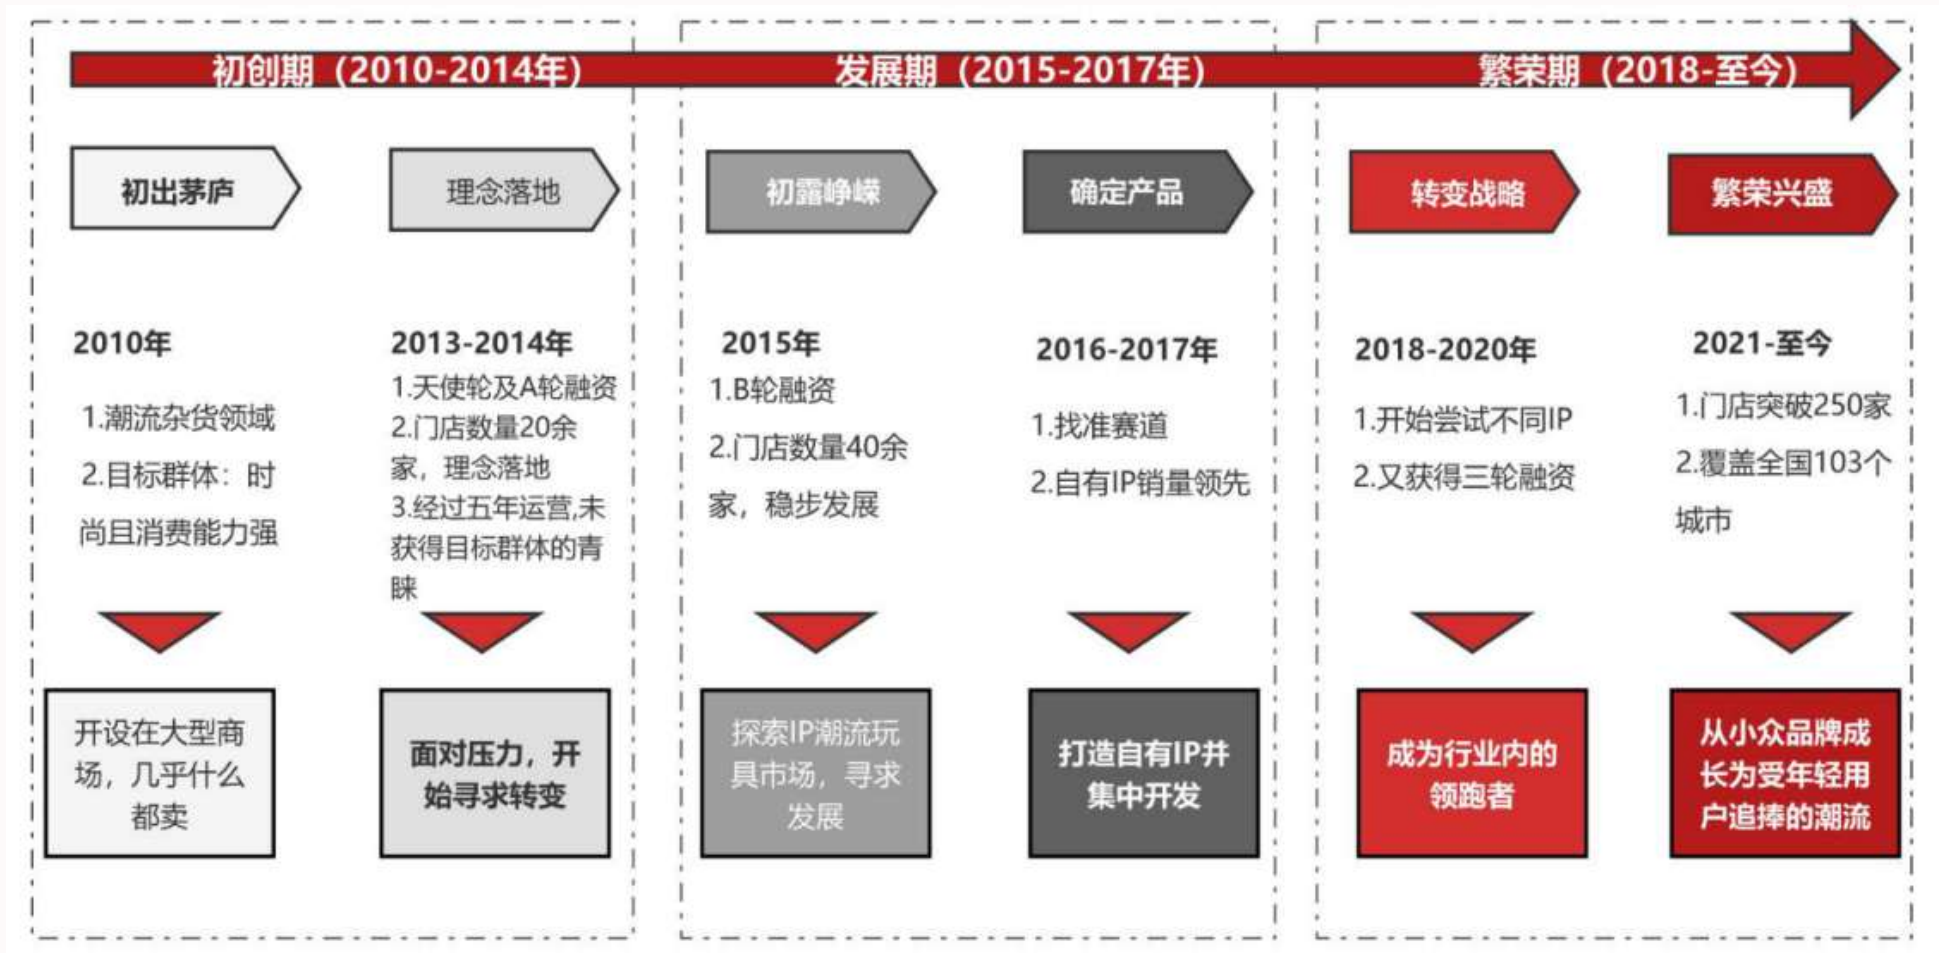 初创期（2010-2014年）
发展期（2015-2017年）
繁荣期（2018-至今）
初出茅庐
理念落地
初露峥嵘
确定产品
转变战略
繁荣兴盛
2010年
1.潮流杂货领域
2.目标群体：时
尚且消费能力强
2013-2014年
1.天使轮及A轮融资
2.门店数量20余
家，理念落地
3.经过五年运营,未
获得目标群体的青
睐
2015年
1.B轮融资
2.门店数量40余
家，稳步发展
2016-2017年
1.找准赛道
2.自有IP销量领先
2018-2020年
1.开始尝试不同IP
2.又获得三轮融资
2021-至今
1.门店突破250家
2.覆盖全国103个
城市
开设在大型商
场，几乎什么
都卖
面对压力，开
始寻求转变
探索IP潮流玩
具市场，寻求
发展
打造自有IP并
集中开发
成为行业内的
领跑者
从小众品牌成
长为受年轻用
户追捧的潮流